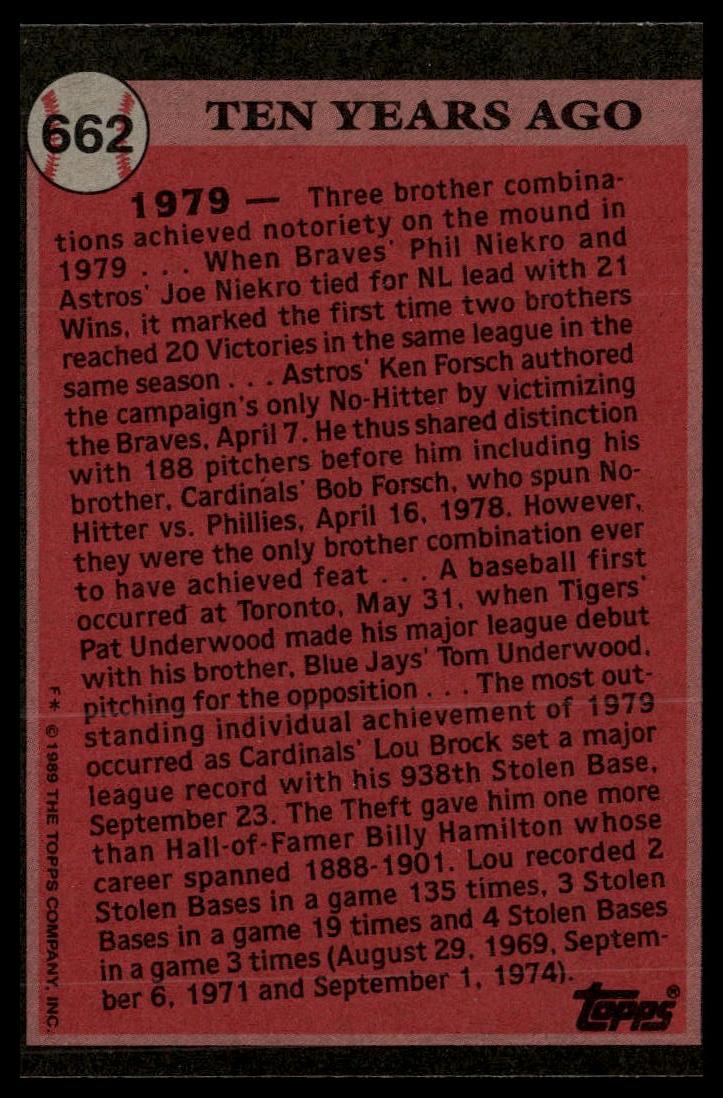 662
TEN YEARS AGO
1979 — Three brother combina-
tions achieved notoriety on the mound in
1979 . . . When Braves' Phil Niekro and
Astros' Joe Niekro tied for NL lead with 21
Wins, it marked the first time two brothers
reached 20 Victories in the same league in the
same season . . . Astros' Ken Forsch authored
the campaign's only No-Hitter by victimizing
the Braves, April 7. He thus shared distinction
with 188 pitchers before him including his
brother, Cardinals' Bob Forsch, who spun No-
Hitter vs. Phillies, April 16, 1978. However,
they were the only brother combination ever
to have achieved feat . . . A baseball first
occurred at Toronto, May 31, when Tigers'
Pat Underwood made his major league debut
with his brother, Blue Jays' Tom Underwood,
pitching for the opposition . . . The most out-
standing individual achievement of 1979
occurred as Cardinals' Lou Brock set a major
league record with his 938th Stolen Base,
September 23. The Theft gave him one more
than Hall-of-Famer Billy Hamilton whose
career spanned 1888-1901. Lou recorded 2
Stolen Bases in a game 135 times, 3 Stolen
Bases in a game 19 times and 4 Stolen Bases
in a game 3 times (August 29, 1969, Septem-
ber 6, 1971 and September 1, 1974).
topps®
F* © 1989 THE TOPPS COMPANY, INC.